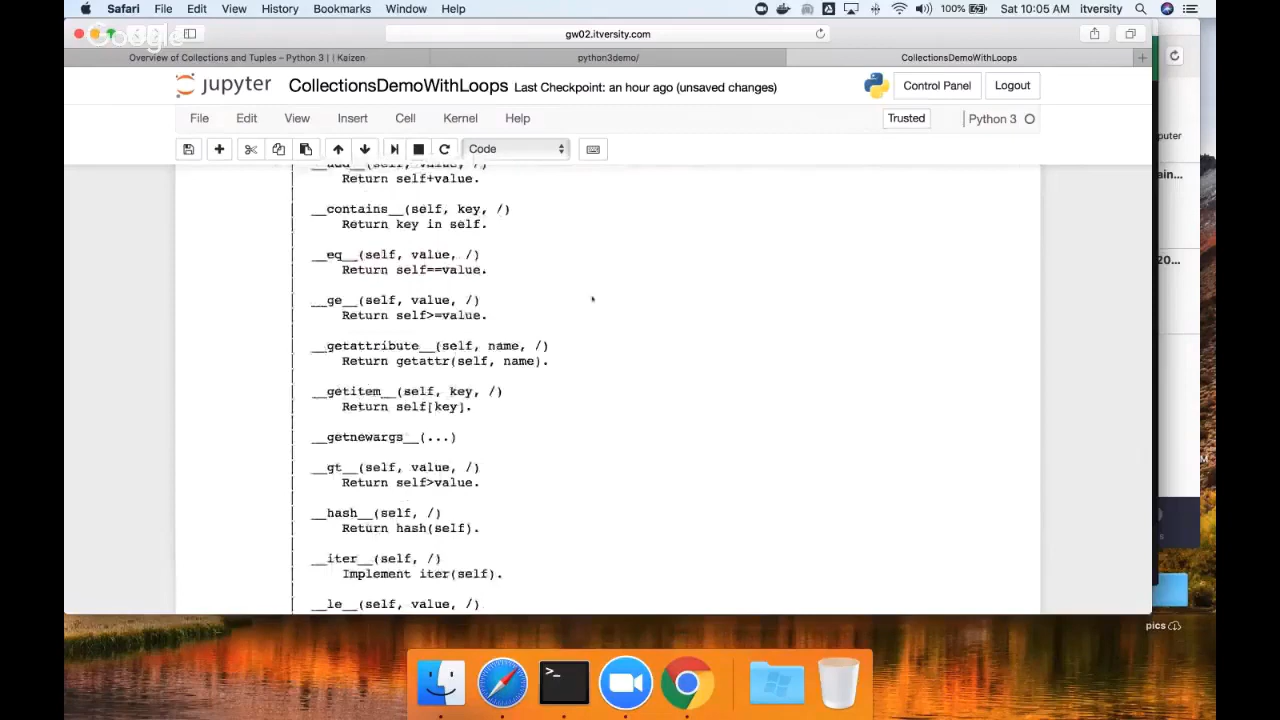 Safari File Edit View History Bookmarks Window Help 100% Sat 10:05 AM itversity
Google
gw02.itversity.com
Overview of Collections and Tuples – Python 3 | | Kaizen python3demo/ CollectionsDemoWithLoops
jupyter CollectionsDemoWithLoops Last Checkpoint: an hour ago (unsaved changes) Control Panel Logout
File Edit View Insert Cell Kernel Help Trusted Python 3
Code
__add__(self, value, /)
Return self+value.
__contains__(self, key, /)
Return key in self.
__eq__(self, value, /)
Return self==value.
__ge__(self, value, /)
Return self>=value.
__getattribute__(self, name, /)
Return getattr(self, name).
__getitem__(self, key, /)
Return self[key].
__getnewargs__(...)
__gt__(self, value, /)
Return self>value.
__hash__(self, /)
Return hash(self).
__iter__(self, /)
Implement iter(self).
__le__(self, value, /)
pics